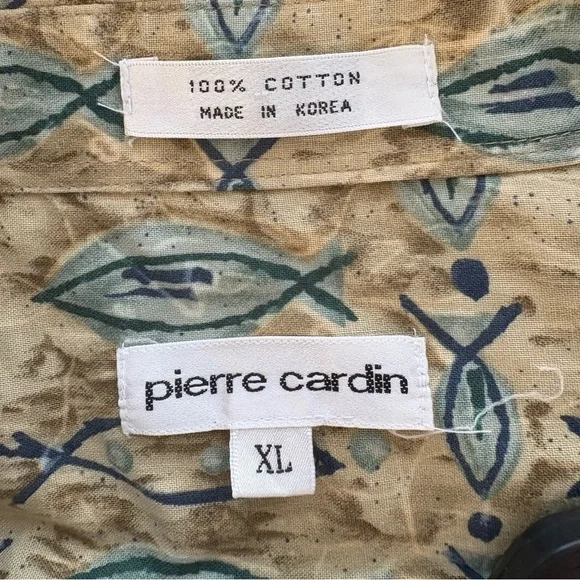 100% COTTON
MADE IN KOREA
pierre cardin
XL